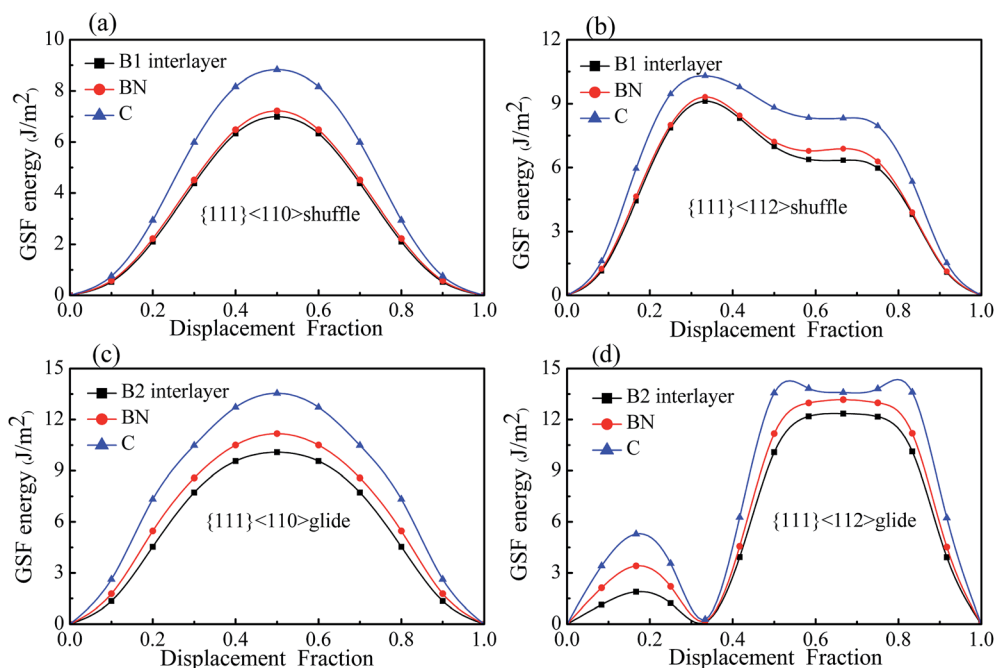 (a)
10
8
6
4
2
0
GSF energy (J/m²)
B1 interlayer
BN
C
{111}<110>shuffle
0.0 0.2 0.4 0.6 0.8 1.0
Displacement Fraction
(b)
12
9
6
3
0
GSF energy (J/m²)
B1 interlayer
BN
C
{111}<112>shuffle
0.0 0.2 0.4 0.6 0.8 1.0
Displacement Fraction
(c)
15
12
9
6
3
0
GSF energy (J/m²)
B2 interlayer
BN
C
{111}<110>glide
0.0 0.2 0.4 0.6 0.8 1.0
Displacement Fraction
(d)
15
12
9
6
3
0
GSF energy (J/m²)
B2 interlayer
BN
C
{111}<112>glide
0.0 0.2 0.4 0.6 0.8 1.0
Displacement Fraction